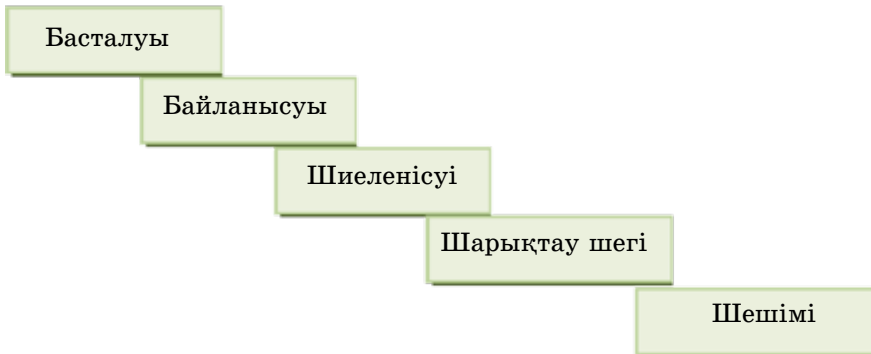 Басталуы
Байланысуы
Шиеленісуі
Шарықтау шегі
Шешімі